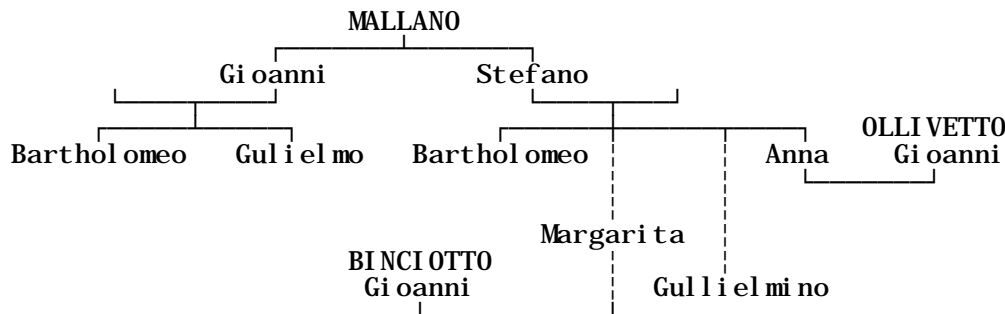 MALLANO
Gioanni Stefano
OLLIVETTO
Bartholomeo Gulielmo Bartholomeo Anna Gioanni
Margarita
BINCIOTTO
Gioanni Gullielmino